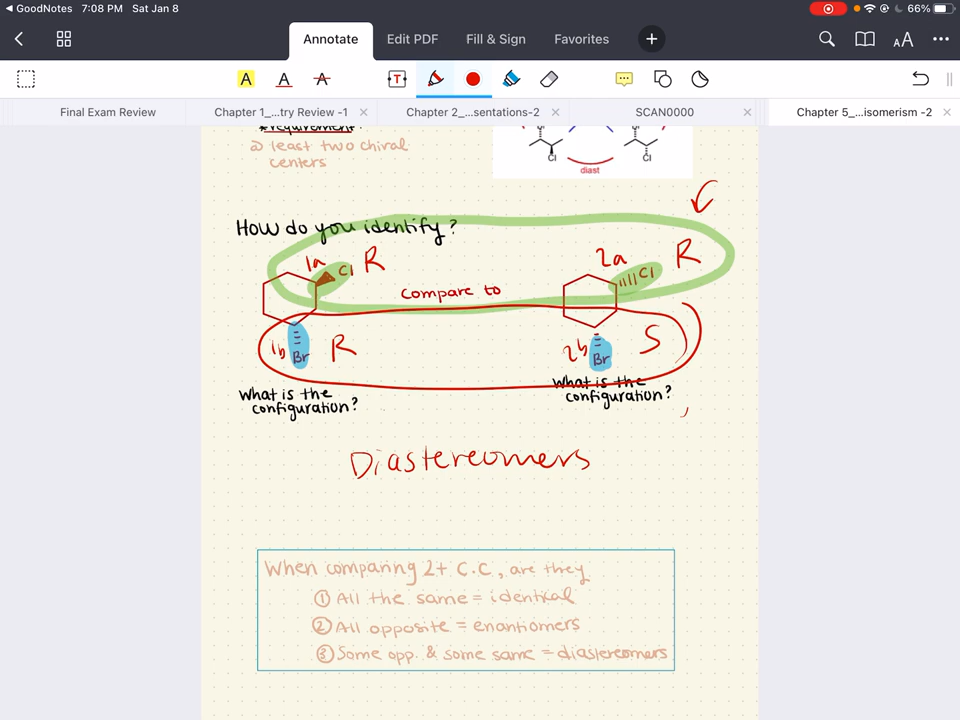 GoodNotes 7:08 PM Sat Jan 8
66%
Annotate Edit PDF Fill & Sign Favorites
AA
A A A T
Final Exam Review Chapter 1_...try Review -1 Chapter 2_...sentations-2 SCAN0000 Chapter 5_...isomerism -2
*requirement:
a) least two chiral
centers
Cl Cl
diast
How do you identify?
1a Cl R 2a Cl R
compare to
1b Br R 2b Br S
What is the
configuration?
What is the
configuration?
Diastereomers
When comparing 2+ C.C, are they
① All the same = identical
② All opposite = enantiomers
③ Some opp. & some same = diastereomers